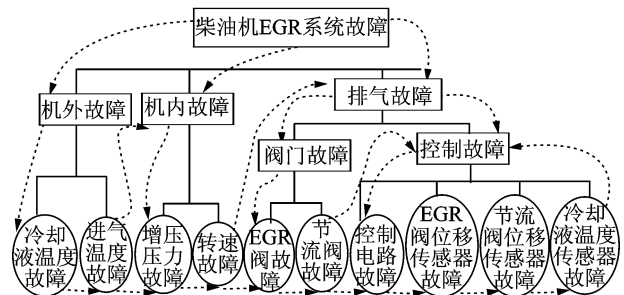 柴油机EGR系统故障
机外故障
机内故障
排气故障
阀门故障
控制故障
冷却
液温度
故障
进气
温度
故障
增压
压力
故障
转速
故障
EGR
阀故
障
节
流阀
故障
控制
电路
故障
EGR
阀位移
传感器
故障
节流
阀位移
传感器
故障
冷却
液温度
传感器
故障